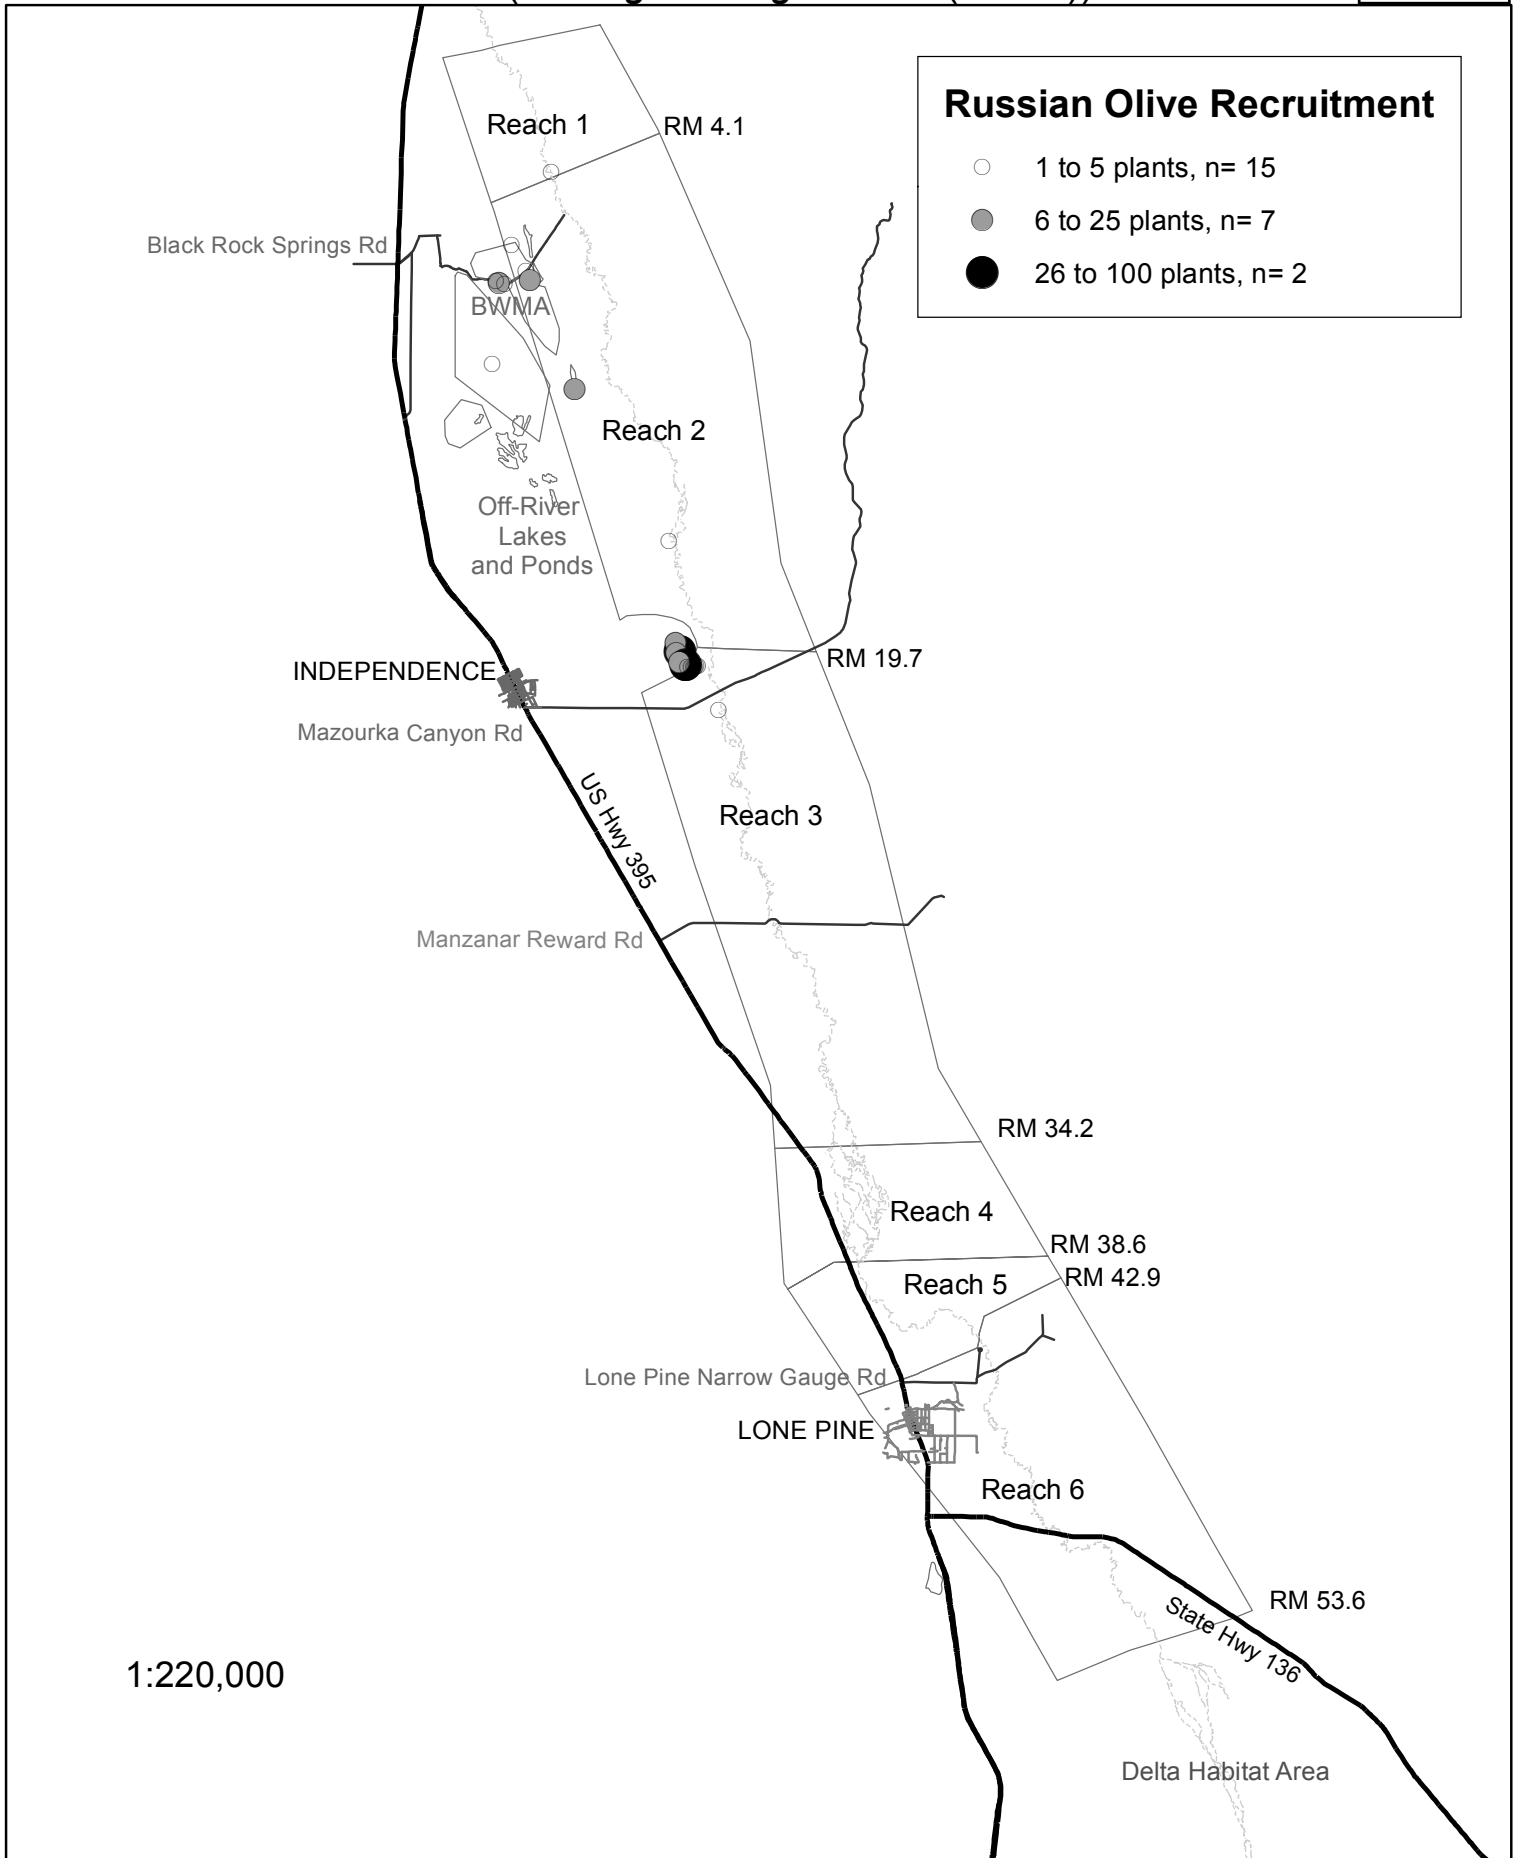 Russian Olive Recruitment
1 to 5 plants, n= 15
6 to 25 plants, n= 7
26 to 100 plants, n= 2
Reach 1
RM 4.1
Black Rock Springs Rd
BWMA
Reach 2
Off-River
Lakes
and Ponds
INDEPENDENCE
RM 19.7
Mazourka Canyon Rd
US Hwy 395
Reach 3
Manzanar Reward Rd
RM 34.2
Reach 4
RM 38.6
RM 42.9
Reach 5
Lone Pine Narrow Gauge Rd
LONE PINE
Reach 6
RM 53.6
State Hwy 136
1:220,000
Delta Habitat Area